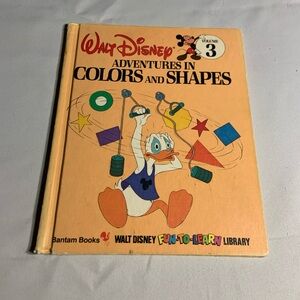 WALT DISNEY
VOLUME
3
ADVENTURES IN
COLORS AND SHAPES
Bantam Books WALT DISNEY FUN-TO-LEARN LIBRARY